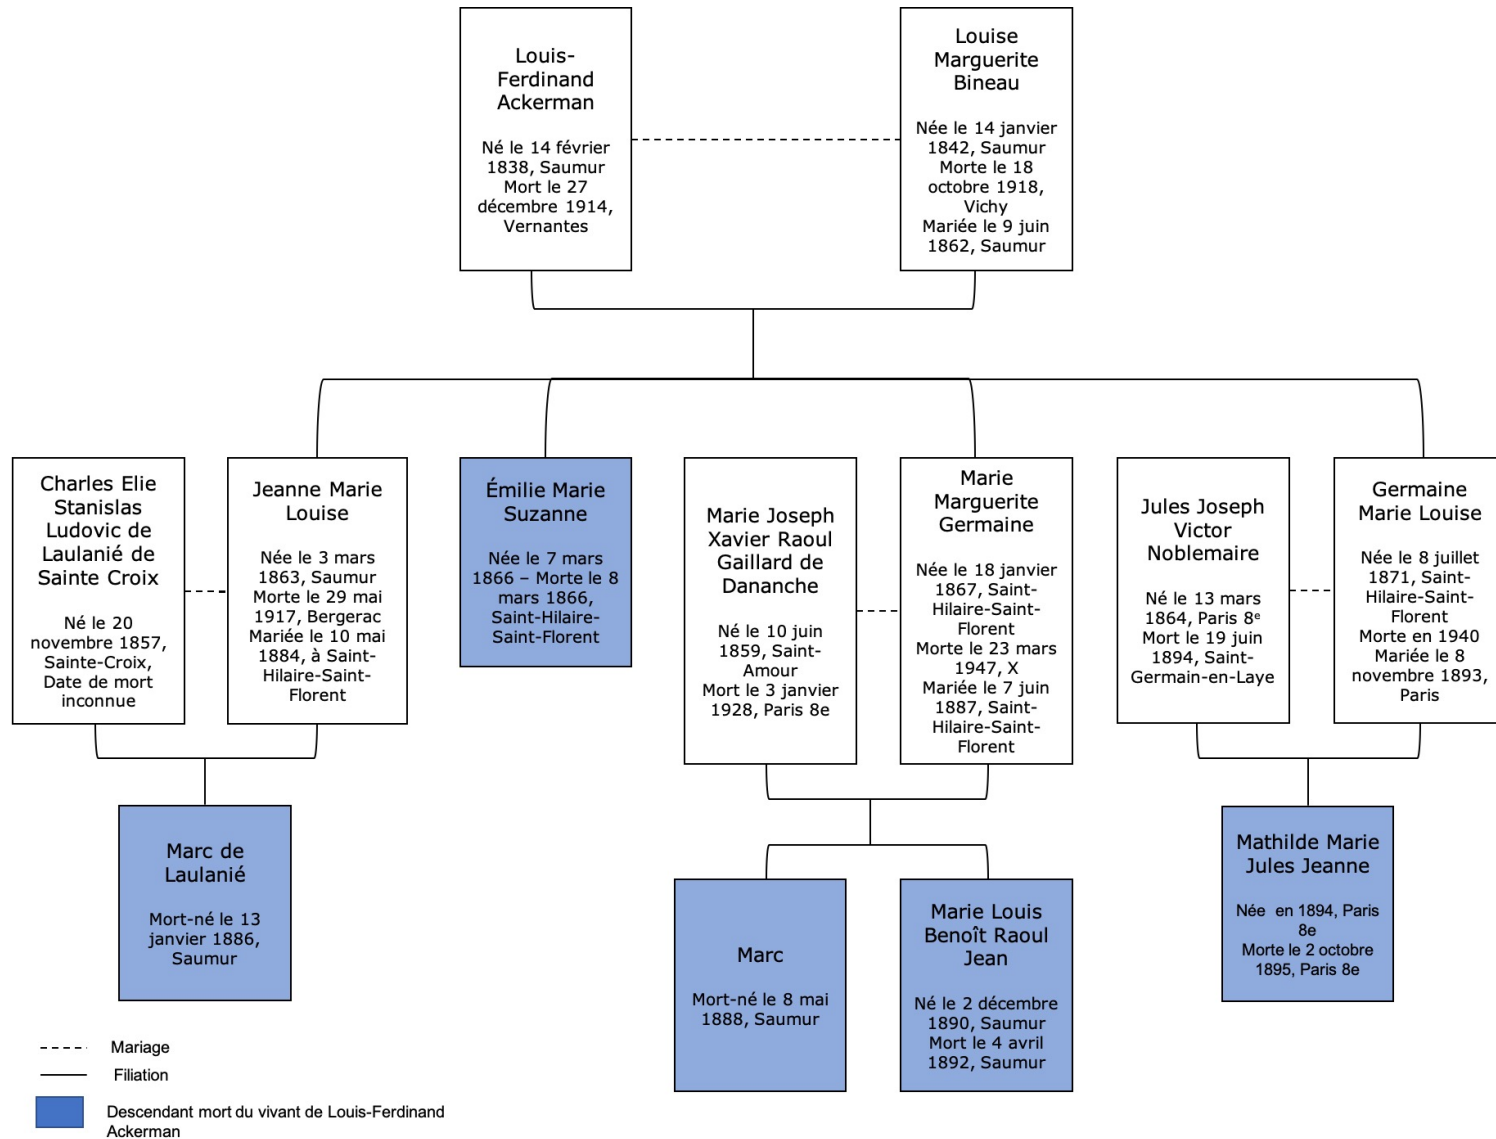 Louis-
Ferdinand
Ackerman
Né le 14 février
1838, Saumur
Mort le 27
décembre 1914,
Vernantes
Louise
Marguerite
Bineau
Née le 14 janvier
1842, Saumur
Morte le 18
octobre 1918,
Vichy
Mariée le 9 juin
1862, Saumur
Charles Elie
Stanislas
Ludovic de
Laulanié de
Sainte Croix
Né le 20
novembre 1857,
Sainte-Croix,
Date de mort
inconnue
Jeanne Marie
Louise
Née le 3 mars
1863, Saumur
Morte le 29 mai
1917, Bergerac
Mariée le 10 mai
1884, à Saint-
Hilaire-Saint-
Florent
Émilie Marie
Suzanne
Née le 7 mars
1866 – Morte le 8
mars 1866,
Saint-Hilaire-
Saint-Florent
Marie Joseph
Xavier Raoul
Gaillard de
Dananche
Né le 10 juin
1859, Saint-
Amour
Mort le 3 janvier
1928, Paris 8e
Marie
Marguerite
Germaine
Née le 18 janvier
1867, Saint-
Hilaire-Saint-
Florent
Morte le 23 mars
1947, X
Mariée le 7 juin
1887, Saint-
Hilaire-Saint-
Florent
Jules Joseph
Victor
Noblemaire
Né le 13 mars
1864, Paris 8ᵉ
Mort le 19 juin
1894, Saint-
Germain-en-Laye
Germaine
Marie Louise
Née le 8 juillet
1871, Saint-
Hilaire-Saint-
Florent
Morte en 1940
Mariée le 8
novembre 1893,
Paris
Marc de
Laulanié
Mort-né le 13
janvier 1886,
Saumur
Marc
Mort-né le 8 mai
1888, Saumur
Marie Louis
Benoît Raoul
Jean
Né le 2 décembre
1890, Saumur
Mort le 4 avril
1892, Saumur
Mathilde Marie
Jules Jeanne
Née en 1894, Paris
8e
Morte le 2 octobre
1895, Paris 8e
Mariage
Filiation
Descendant mort du vivant de Louis-Ferdinand
Ackerman